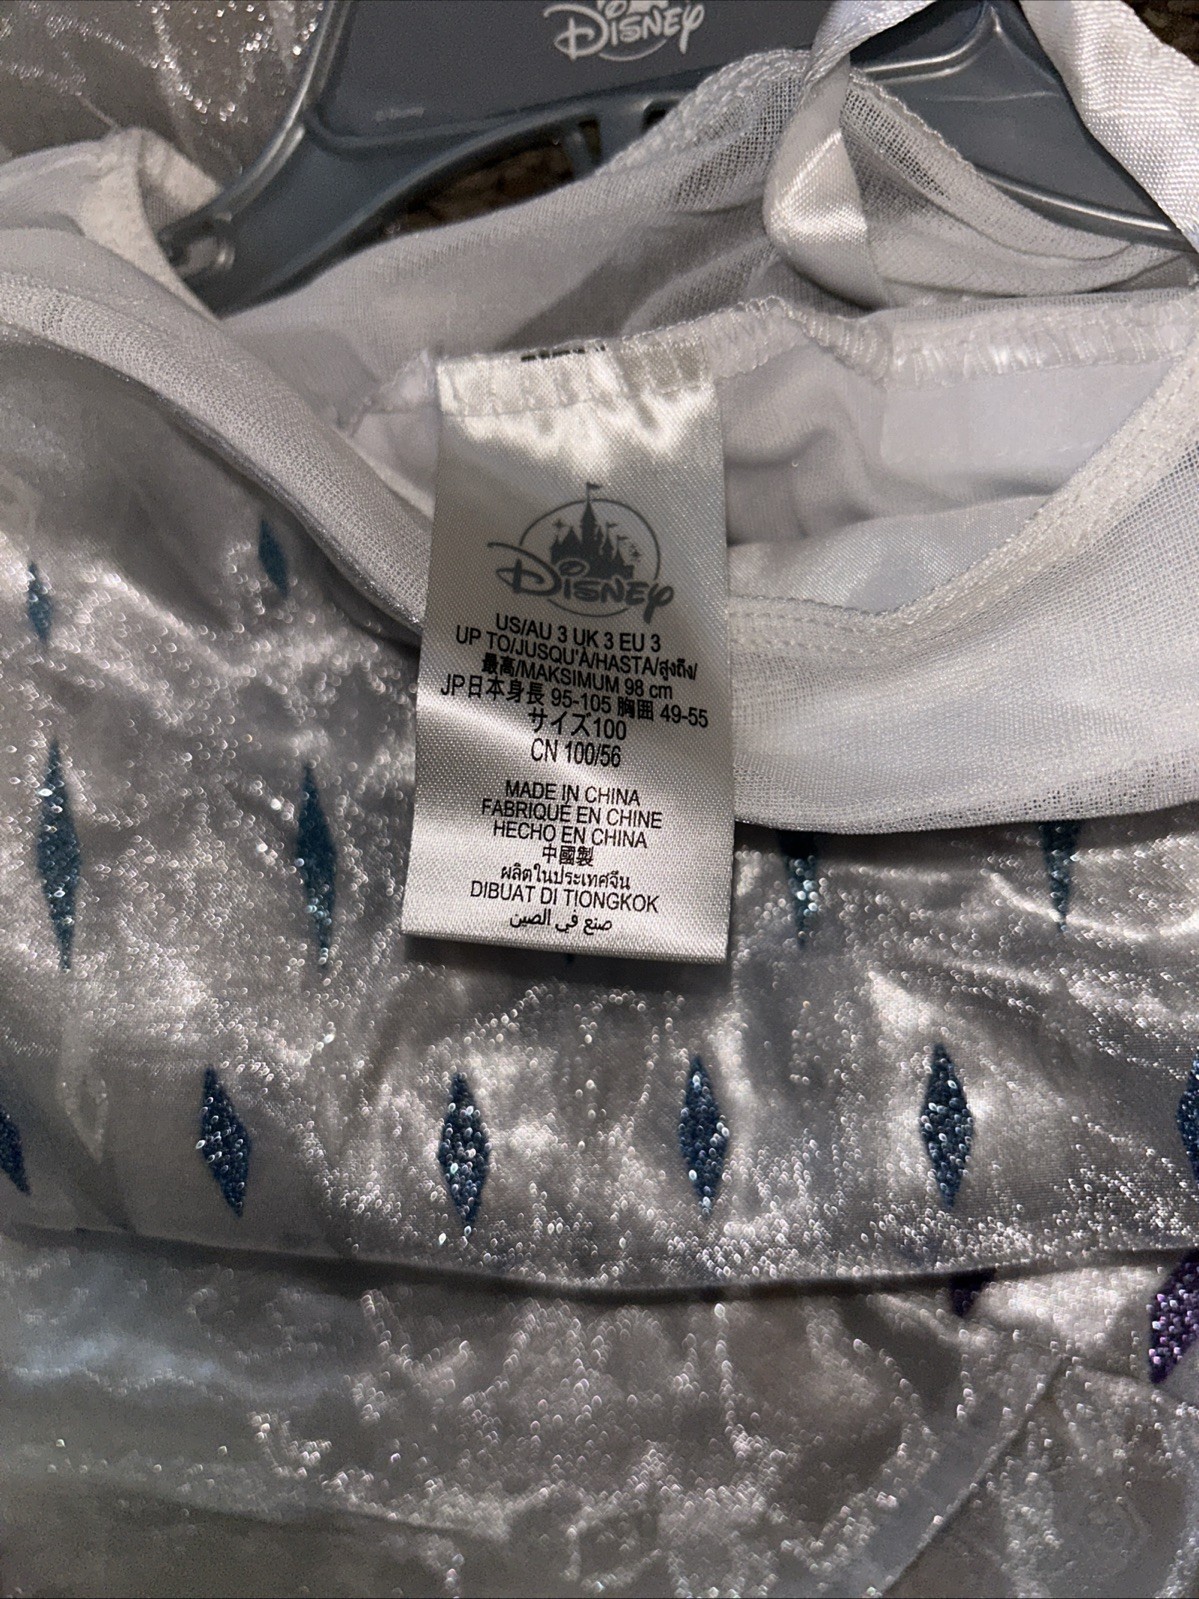 DISNEY
©Disney
DISNEY
US/AU 3 UK 3 EU 3
UP TO/JUSQU'À/HASTA/สูงถึง/
最高/MAKSIMUM 98 cm
JP日本身長 95-105 胸囲 49-55
サイズ100
CN 100/56
MADE IN CHINA
FABRIQUÉ EN CHINE
HECHO EN CHINA
中國製
ผลิตในประเทศจีน
DIBUAT DI TIONGKOK
صنع في الصين